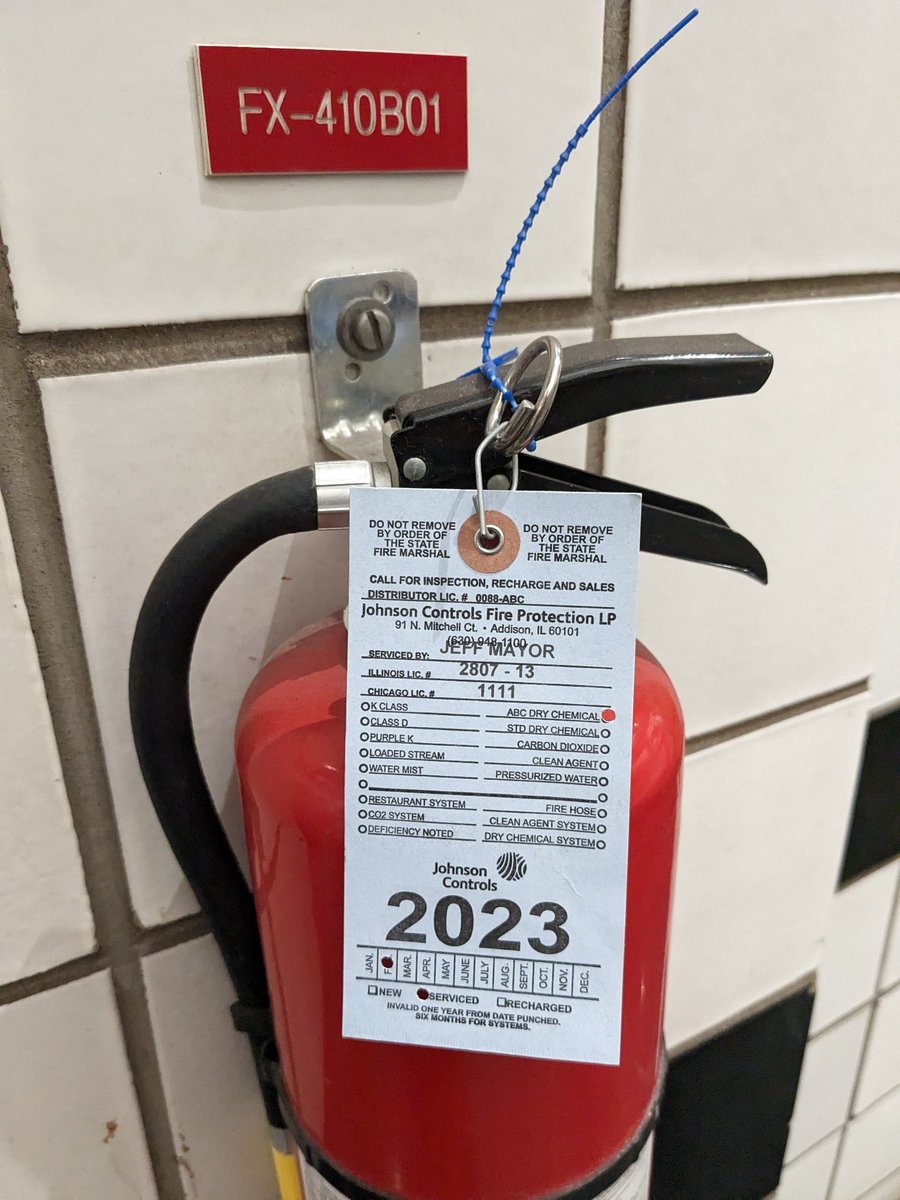 FX-410B01
DO NOT REMOVE
BY ORDER OF
THE STATE
FIRE MARSHAL
DO NOT REMOVE
BY ORDER OF
THE STATE
FIRE MARSHAL
CALL FOR INSPECTION, RECHARGE AND SALES
DISTRIBUTOR LIC. # 0088-ABC
Johnson Controls Fire Protection LP
91 N. Mitchell Ct. • Addison, IL 60101
(630) 948-1100
SERVICED BY: JEFF MAYOR
ILLINOIS LIC. # 2807 - 13
CHICAGO LIC. # 1111
K CLASS
CLASS D
PURPLE K
LOADED STREAM
WATER MIST
RESTAURANT SYSTEM
CO2 SYSTEM
DEFICIENCY NOTED
ABC DRY CHEMICAL
STD DRY CHEMICAL
CARBON DIOXIDE
CLEAN AGENT
PRESSURIZED WATER
FIRE HOSE
CLEAN AGENT SYSTEM
DRY CHEMICAL SYSTEM
Johnson
Controls
2023
JAN. F MAR. APR. MAY JUNE JULY AUG. SEPT. OCT. NOV. DEC.
NEW SERVICED RECHARGED
INVALID ONE YEAR FROM DATE PUNCHED.
SIX MONTHS FOR SYSTEMS.